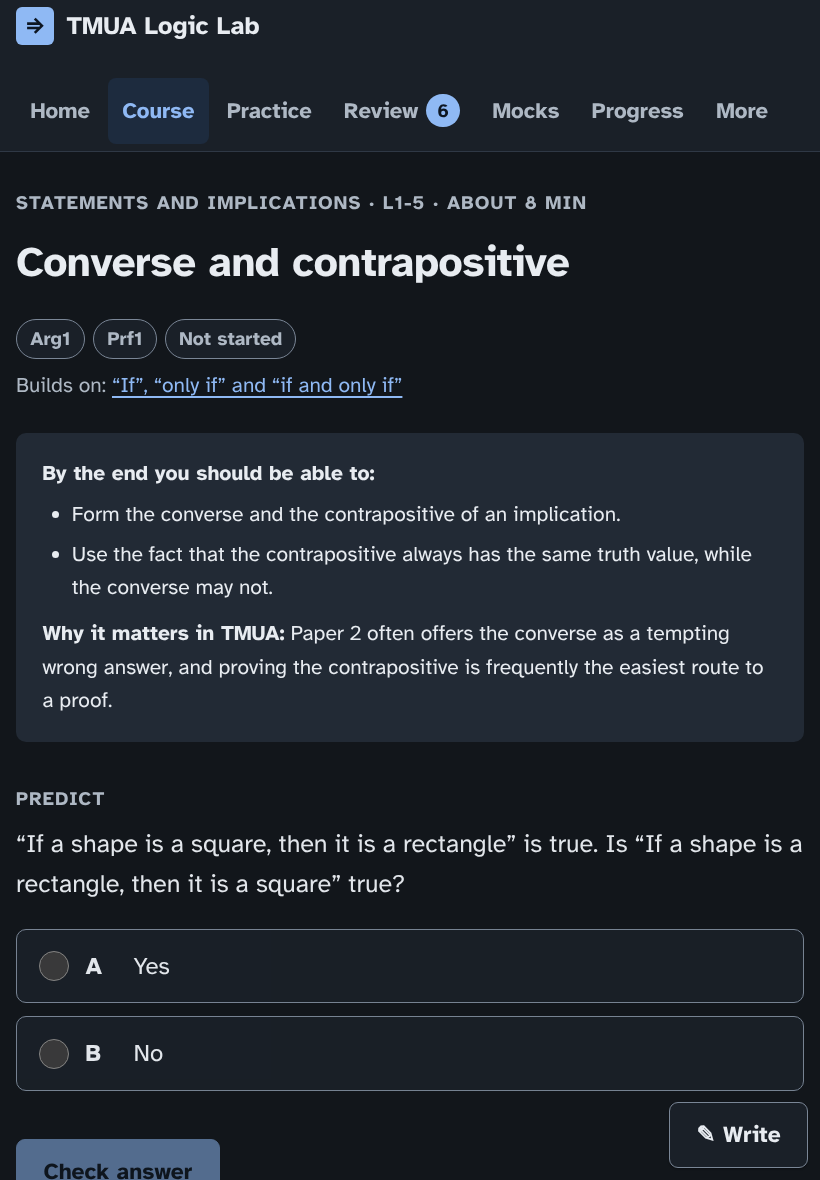 ⇒ TMUA Logic Lab
Home Course Practice Review 6 Mocks Progress More
STATEMENTS AND IMPLICATIONS · L1-5 · ABOUT 8 MIN
Converse and contrapositive
Arg1 Prf1 Not started
Builds on: “If”, “only if” and “if and only if”
By the end you should be able to:
• Form the converse and the contrapositive of an implication.
• Use the fact that the contrapositive always has the same truth value, while
the converse may not.
Why it matters in TMUA: Paper 2 often offers the converse as a tempting
wrong answer, and proving the contrapositive is frequently the easiest route to
a proof.
PREDICT
“If a shape is a square, then it is a rectangle” is true. Is “If a shape is a
rectangle, then it is a square” true?
A Yes
B No
✎ Write
Check answer